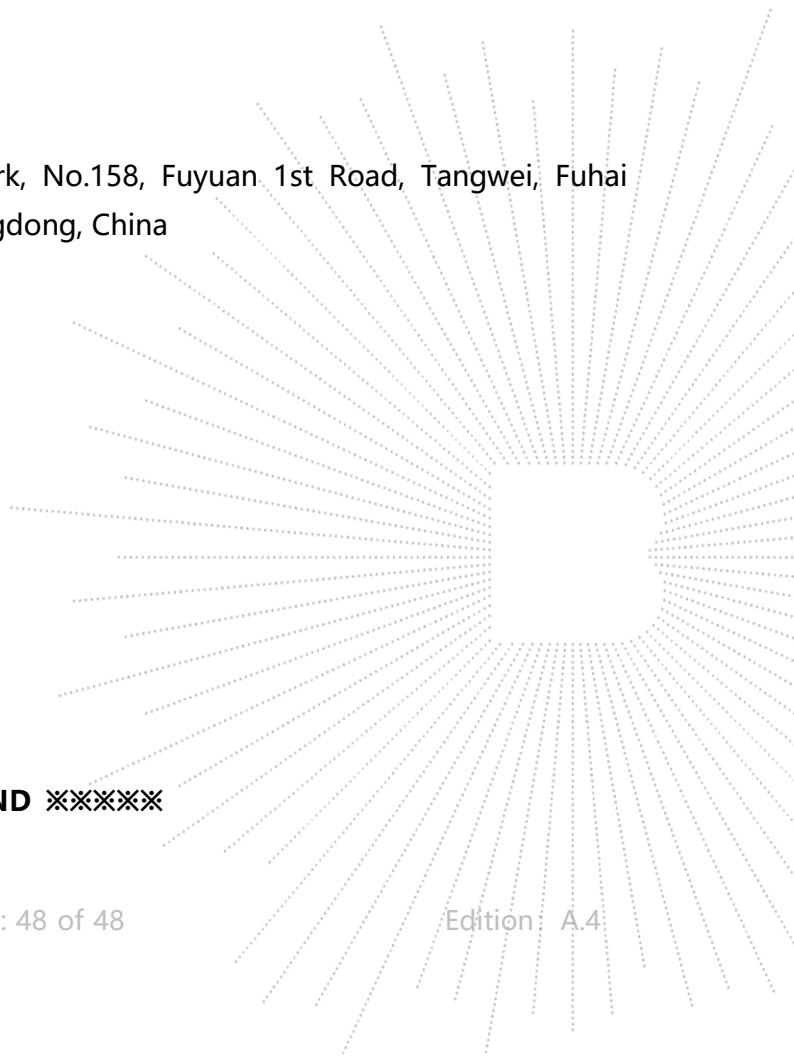 rk, No.158, Fuyuan 1st Road, Tangwei, Fuhai
gdong, China
ND ※※※※※
: 48 of 48 Edition: A.4